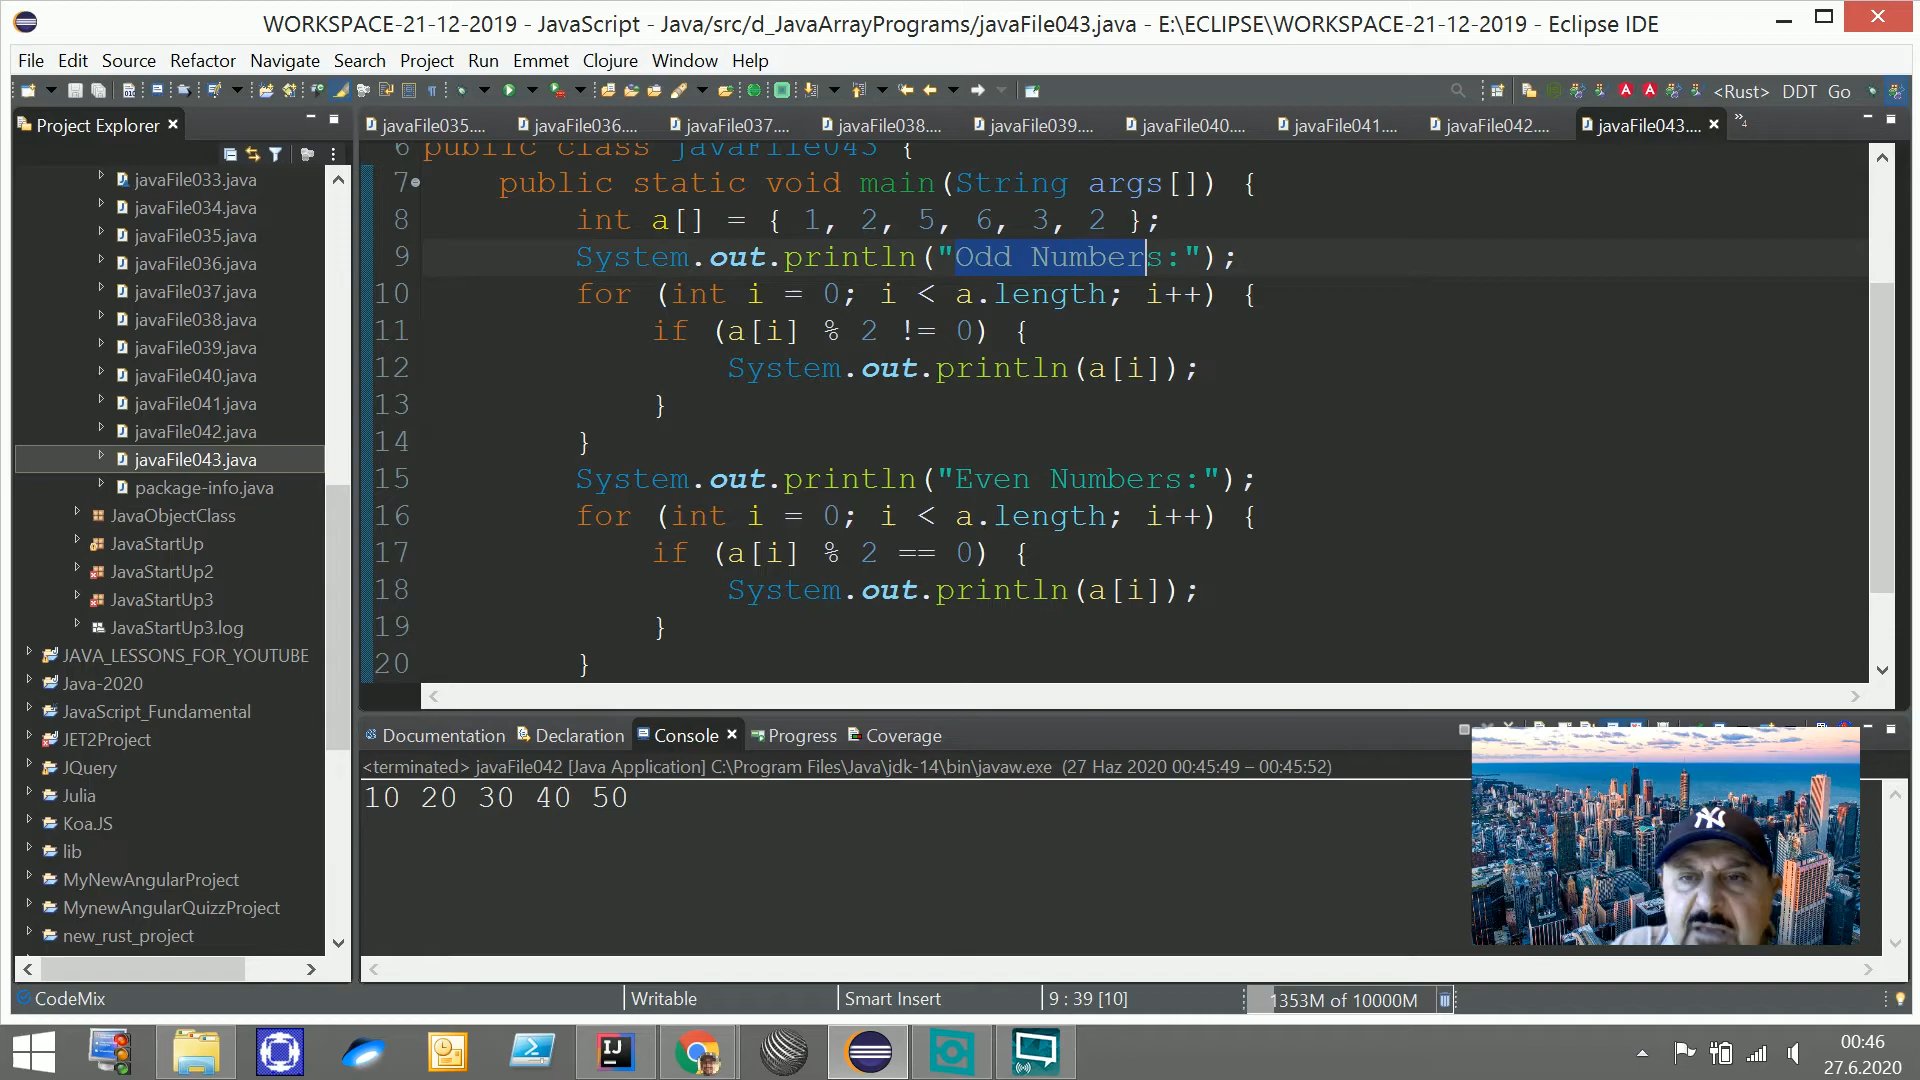 WORKSPACE-21-12-2019 - JavaScript - Java/src/d_JavaArrayPrograms/javaFile043.java - E:\ECLIPSE\WORKSPACE-21-12-2019 - Eclipse IDE
File Edit Source Refactor Navigate Search Project Run Emmet Clojure Window Help
<Rust> DDT Go
Project Explorer
javaFile035.... javaFile036.... javaFile037.... javaFile038.... javaFile039.... javaFile040.... javaFile041.... javaFile042.... javaFile043.... »4
javaFile033.java
javaFile034.java
javaFile035.java
javaFile036.java
javaFile037.java
javaFile038.java
javaFile039.java
javaFile040.java
javaFile041.java
javaFile042.java
javaFile043.java
package-info.java
JavaObjectClass
JavaStartUp
JavaStartUp2
JavaStartUp3
JavaStartUp3.log
JAVA_LESSONS_FOR_YOUTUBE
Java-2020
JavaScript_Fundamental
JET2Project
JQuery
Julia
Koa.JS
lib
MyNewAngularProject
MynewAngularQuizzProject
new_rust_project
6 public class javaFile043 {
7 public static void main(String args[]) {
8 int a[] = { 1, 2, 5, 6, 3, 2 };
9 System.out.println("Odd Numbers:");
10 for (int i = 0; i < a.length; i++) {
11 if (a[i] % 2 != 0) {
12 System.out.println(a[i]);
13 }
14 }
15 System.out.println("Even Numbers:");
16 for (int i = 0; i < a.length; i++) {
17 if (a[i] % 2 == 0) {
18 System.out.println(a[i]);
19 }
20 }
Documentation Declaration Console Progress Coverage
<terminated> javaFile042 [Java Application] C:\Program Files\Java\jdk-14\bin\javaw.exe (27 Haz 2020 00:45:49 – 00:45:52)
10 20 30 40 50
NY
CodeMix
Writable
Smart Insert
9 : 39 [10]
1353M of 10000M
IJ
00:46
27.6.2020